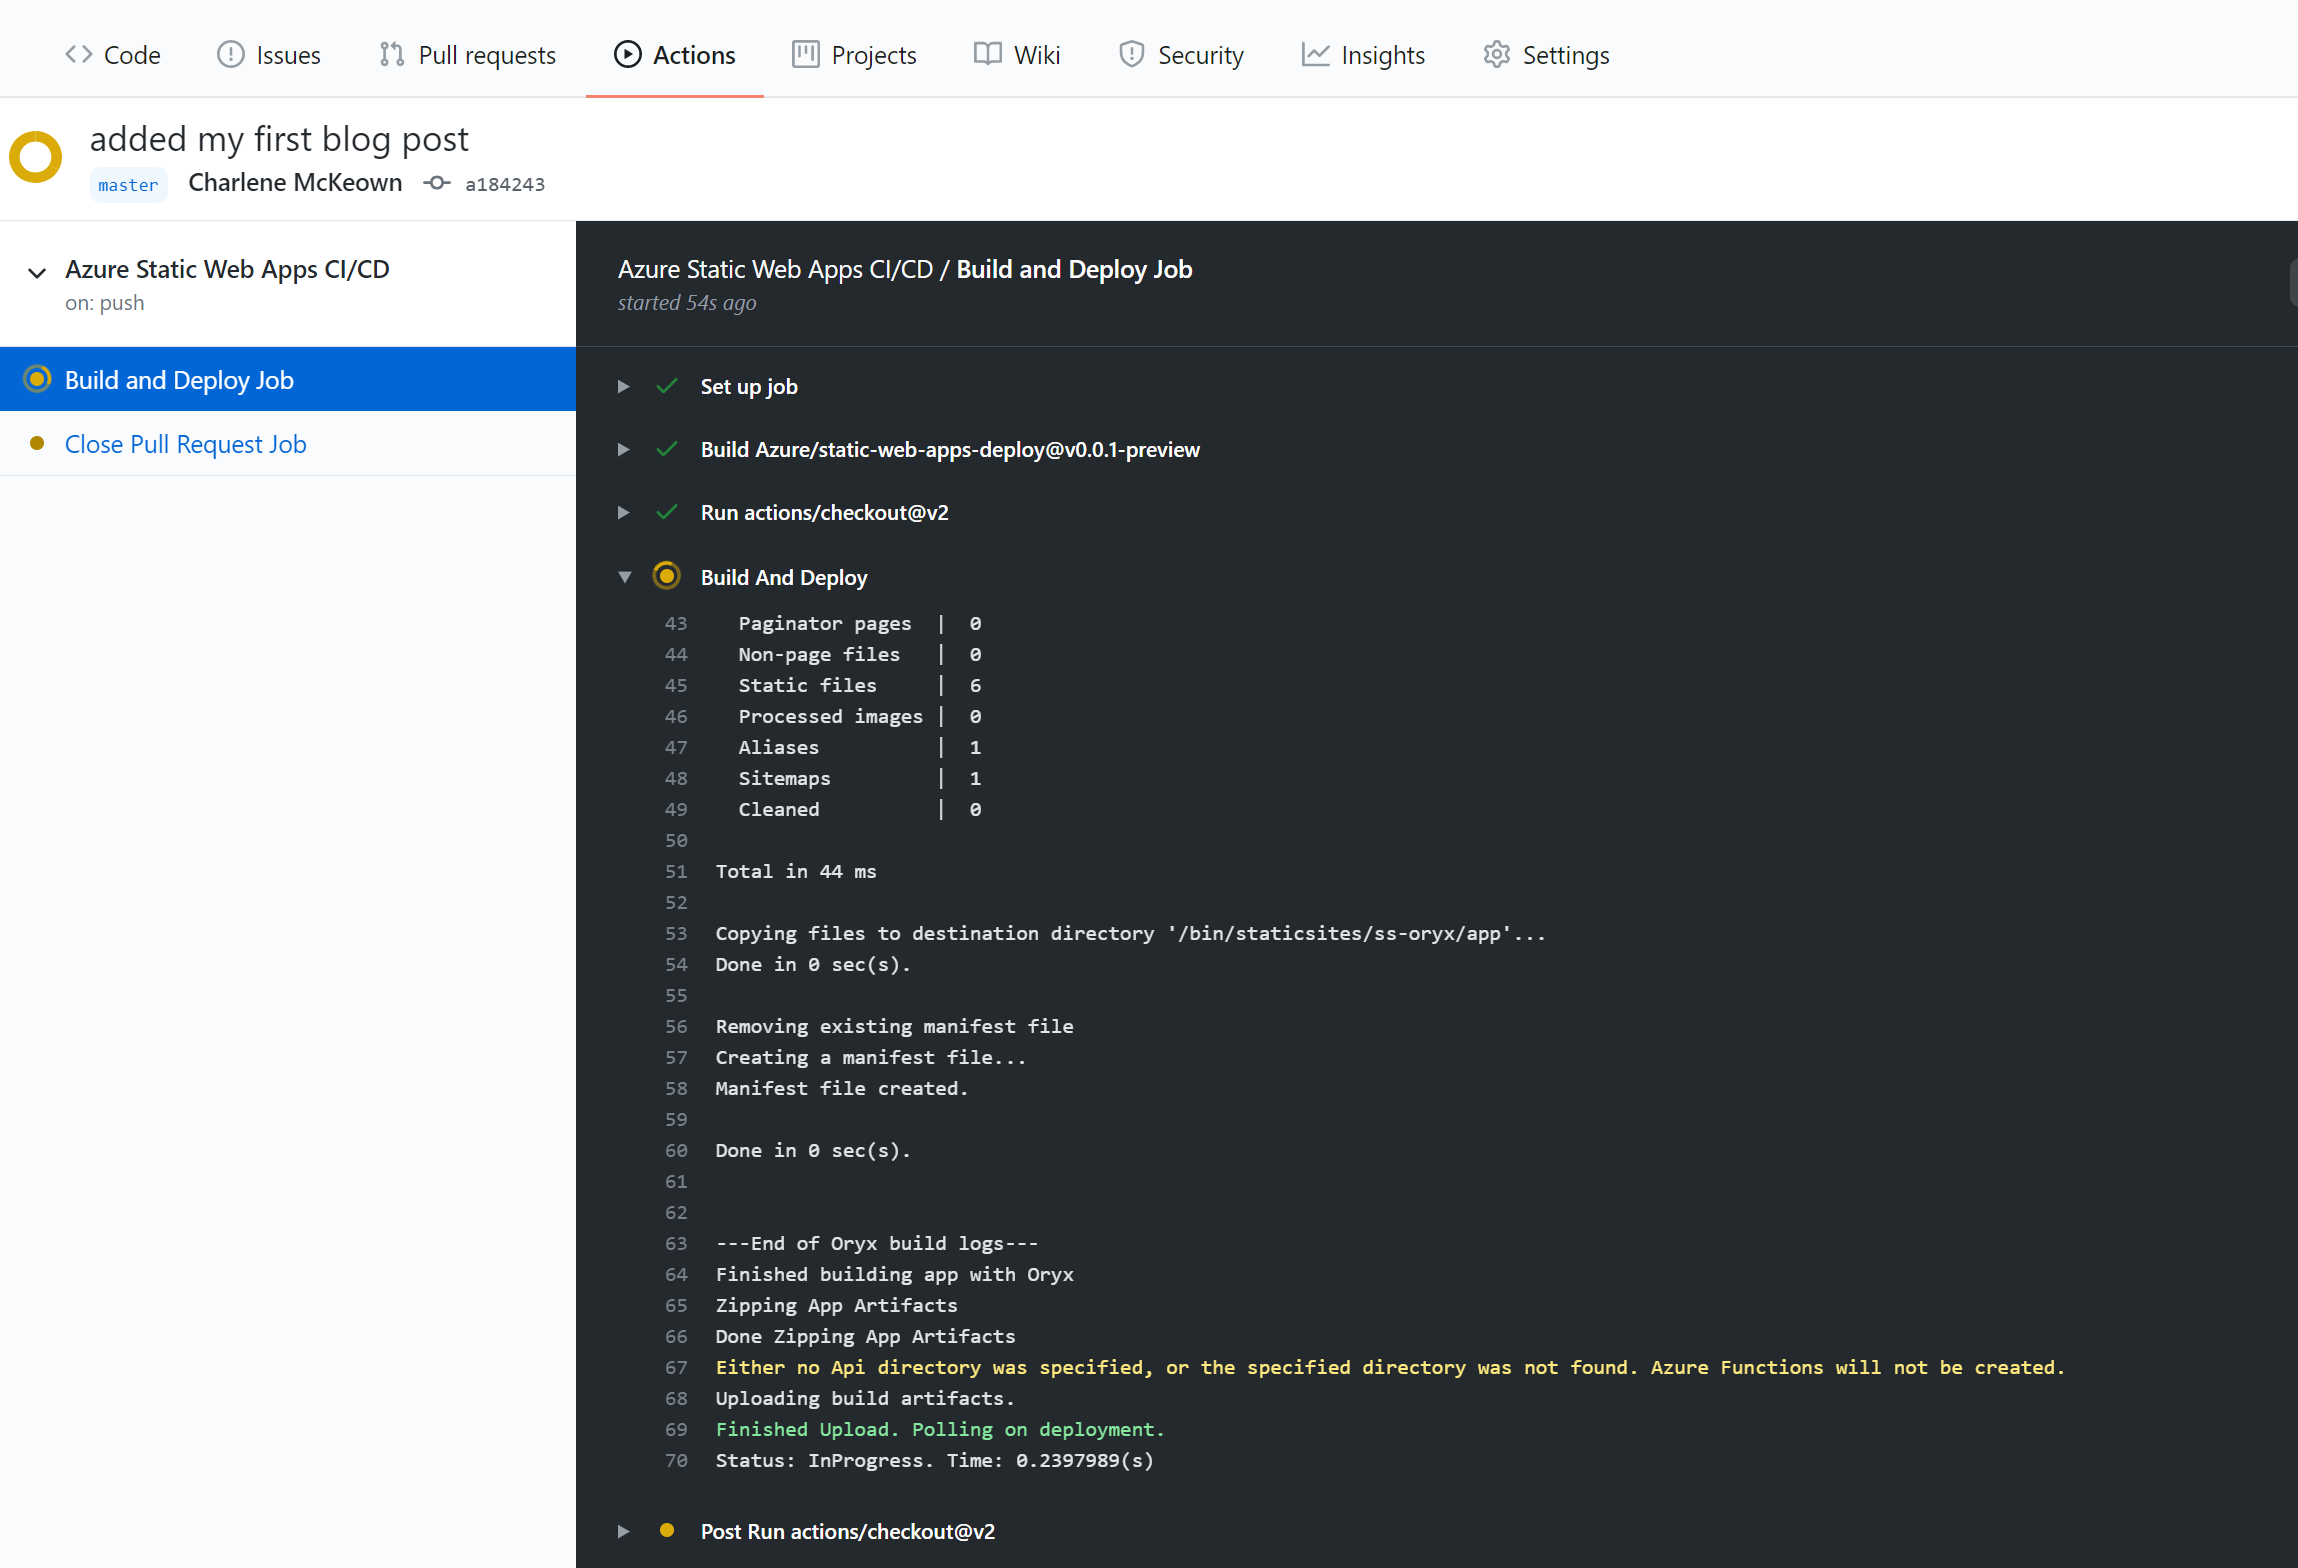 Code Issues Pull requests Actions Projects Wiki Security Insights Settings
added my first blog post
master Charlene McKeown a184243
Azure Static Web Apps CI/CD
on: push
Build and Deploy Job
Close Pull Request Job
Azure Static Web Apps CI/CD / Build and Deploy Job
started 54s ago
Set up job
Build Azure/static-web-apps-deploy@v0.0.1-preview
Run actions/checkout@v2
Build And Deploy
43 Paginator pages | 0
44 Non-page files | 0
45 Static files | 6
46 Processed images | 0
47 Aliases | 1
48 Sitemaps | 1
49 Cleaned | 0
50
51 Total in 44 ms
52
53 Copying files to destination directory '/bin/staticsites/ss-oryx/app'...
54 Done in 0 sec(s).
55
56 Removing existing manifest file
57 Creating a manifest file...
58 Manifest file created.
59
60 Done in 0 sec(s).
61
62
63 ---End of Oryx build logs---
64 Finished building app with Oryx
65 Zipping App Artifacts
66 Done Zipping App Artifacts
67 Either no Api directory was specified, or the specified directory was not found. Azure Functions will not be created.
68 Uploading build artifacts.
69 Finished Upload. Polling on deployment.
70 Status: InProgress. Time: 0.2397989(s)
Post Run actions/checkout@v2